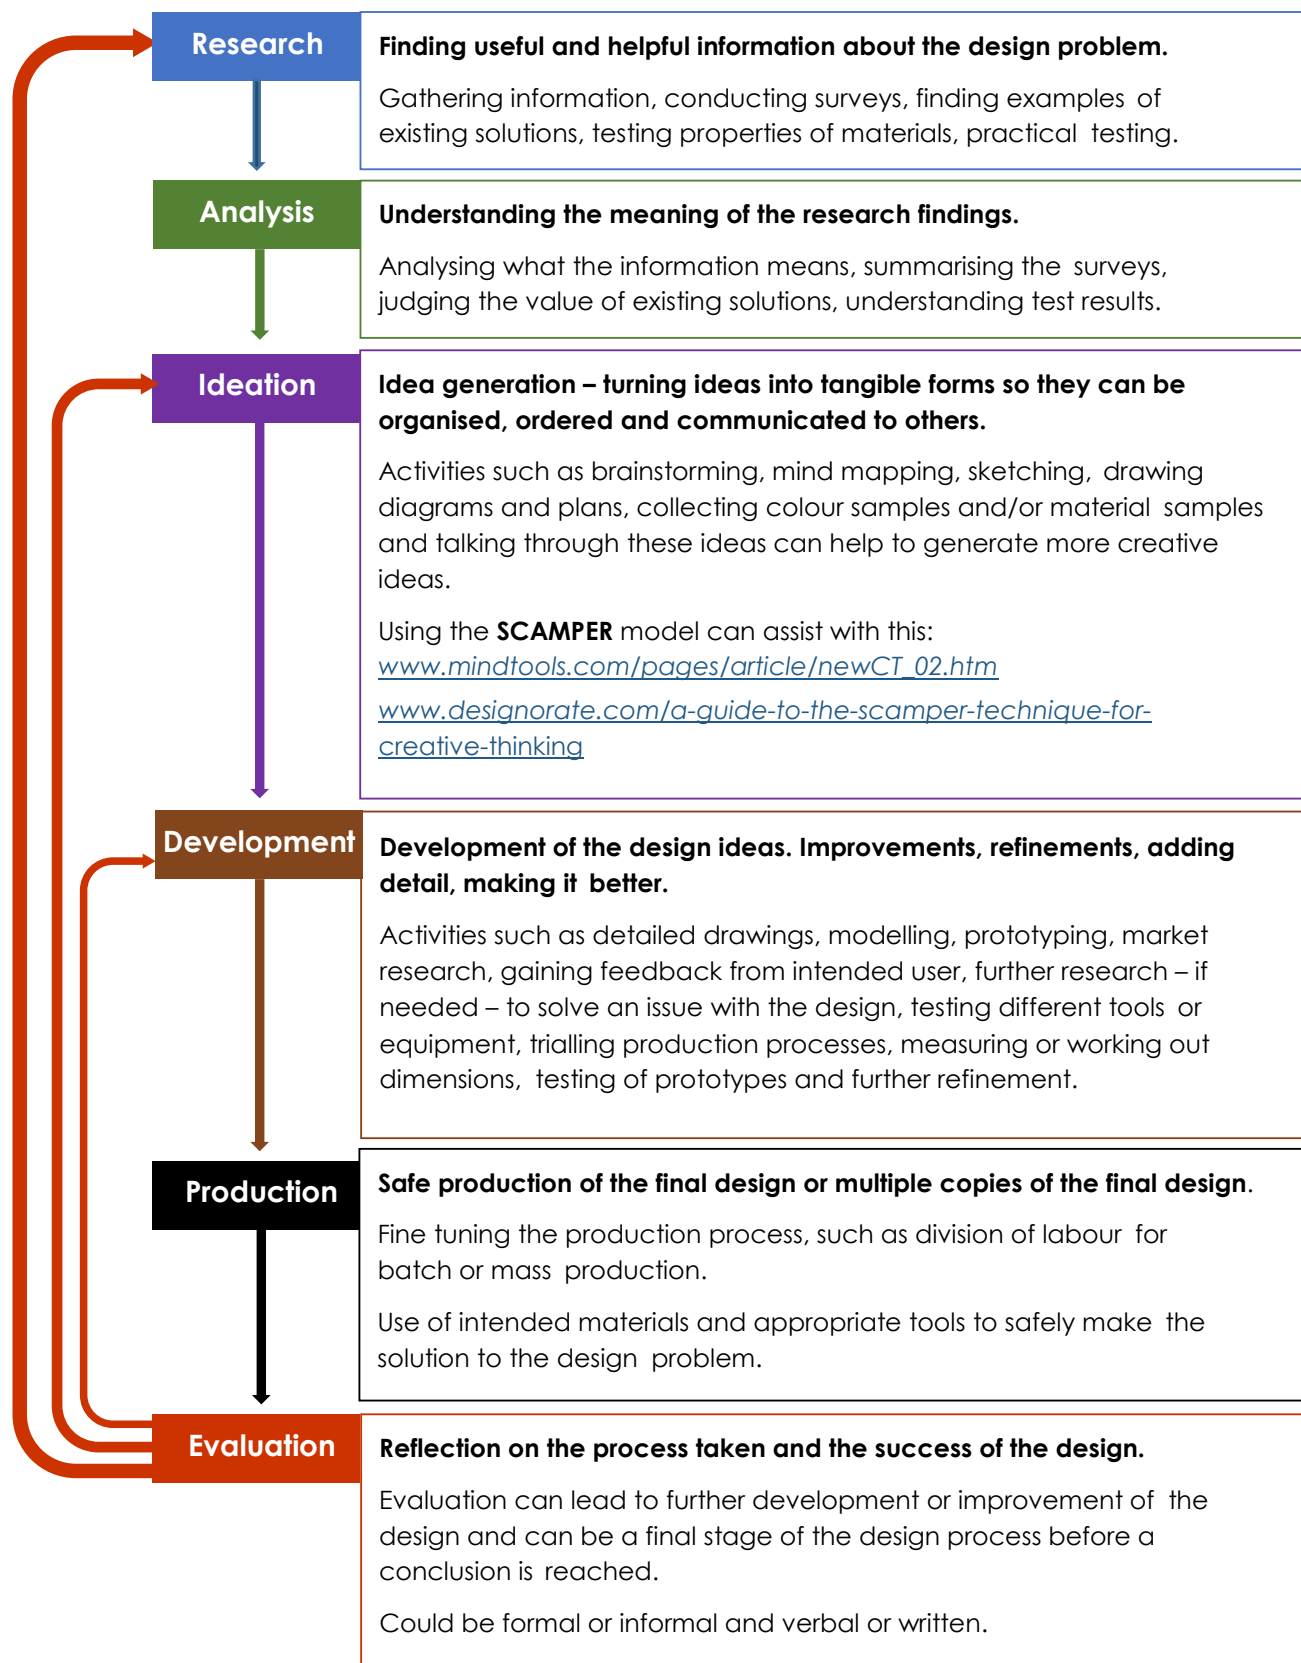 Research
Finding useful and helpful information about the design problem.
Gathering information, conducting surveys, finding examples of
existing solutions, testing properties of materials, practical testing.
Analysis
Understanding the meaning of the research findings.
Analysing what the information means, summarising the surveys,
judging the value of existing solutions, understanding test results.
Ideation
Idea generation – turning ideas into tangible forms so they can be
organised, ordered and communicated to others.
Activities such as brainstorming, mind mapping, sketching, drawing
diagrams and plans, collecting colour samples and/or material samples
and talking through these ideas can help to generate more creative
ideas.
Using the SCAMPER model can assist with this:
www.mindtools.com/pages/article/newCT_02.htm
www.designorate.com/a-guide-to-the-scamper-technique-for-
creative-thinking
Development
Development of the design ideas. Improvements, refinements, adding
detail, making it better.
Activities such as detailed drawings, modelling, prototyping, market
research, gaining feedback from intended user, further research – if
needed – to solve an issue with the design, testing different tools or
equipment, trialling production processes, measuring or working out
dimensions, testing of prototypes and further refinement.
Production
Safe production of the final design or multiple copies of the final design.
Fine tuning the production process, such as division of labour for
batch or mass production.
Use of intended materials and appropriate tools to safely make the
solution to the design problem.
Evaluation
Reflection on the process taken and the success of the design.
Evaluation can lead to further development or improvement of the
design and can be a final stage of the design process before a
conclusion is reached.
Could be formal or informal and verbal or written.